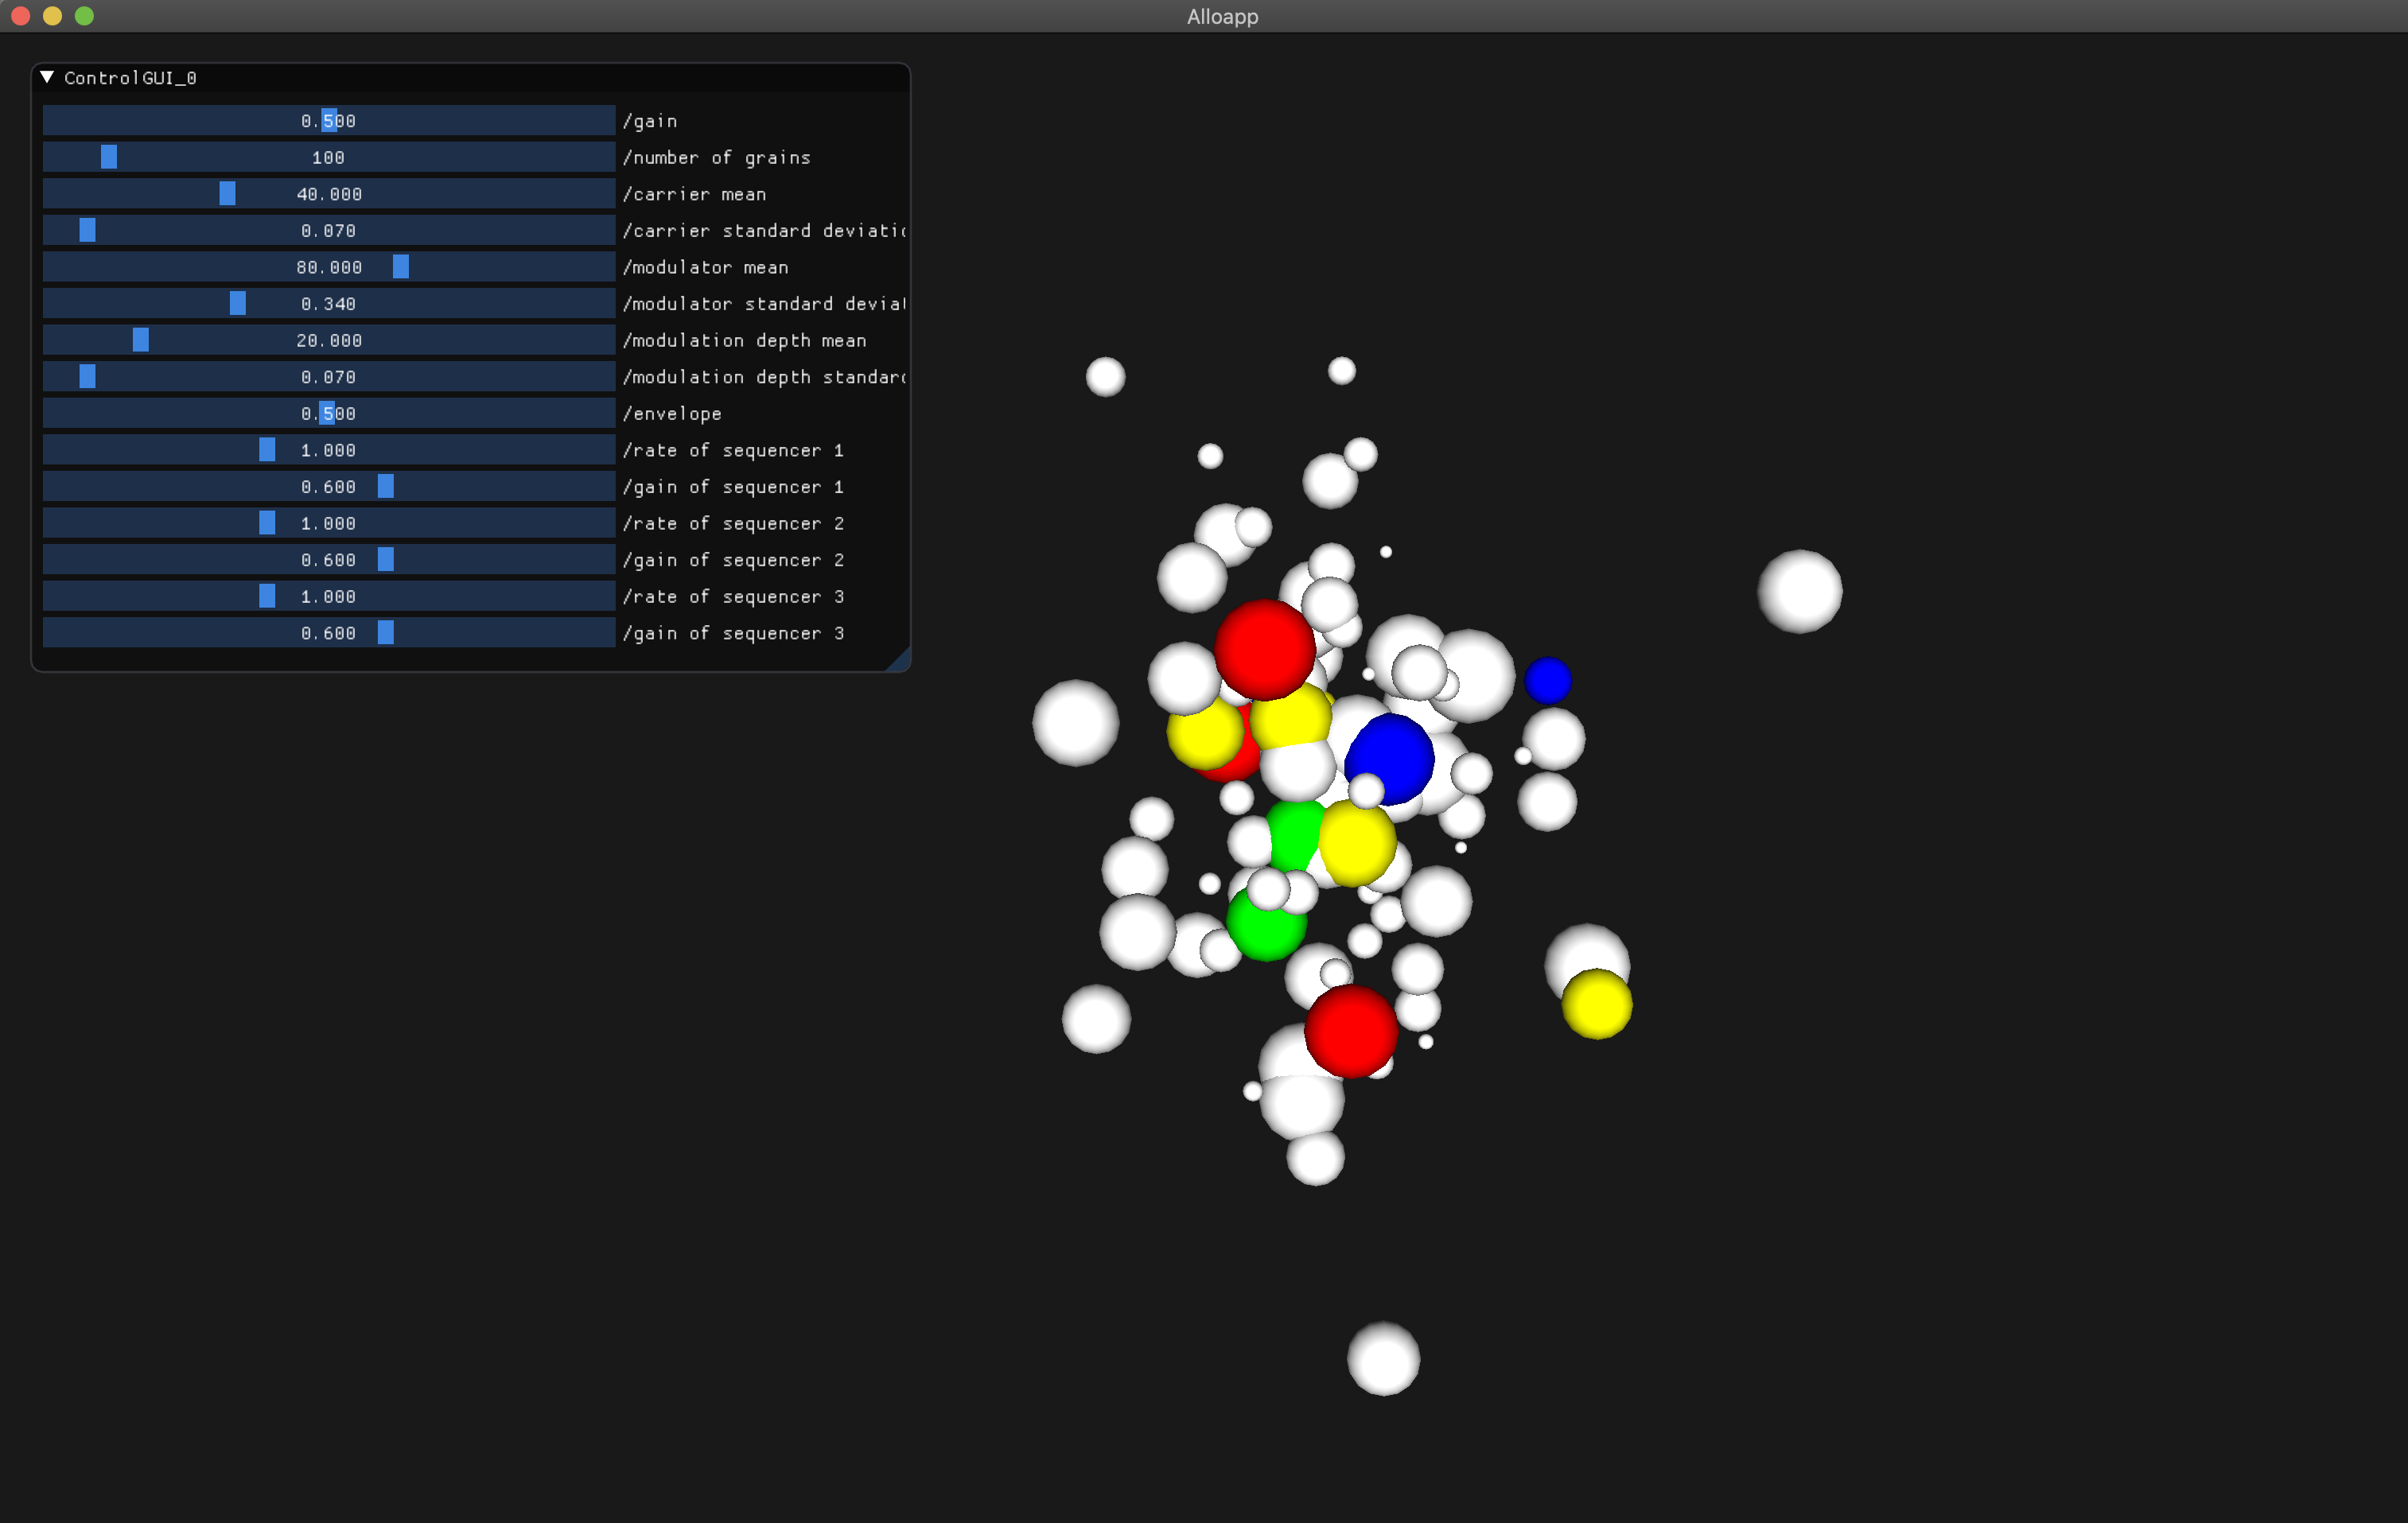 Alloapp
ControlGUI_0
0.500 /gain
100 /number of grains
40.000 /carrier mean
0.070 /carrier standard deviatic
80.000 /modulator mean
0.340 /modulator standard devia
20.000 /modulation depth mean
0.070 /modulation depth standar
0.500 /envelope
1.000 /rate of sequencer 1
0.600 /gain of sequencer 1
1.000 /rate of sequencer 2
0.600 /gain of sequencer 2
1.000 /rate of sequencer 3
0.600 /gain of sequencer 3